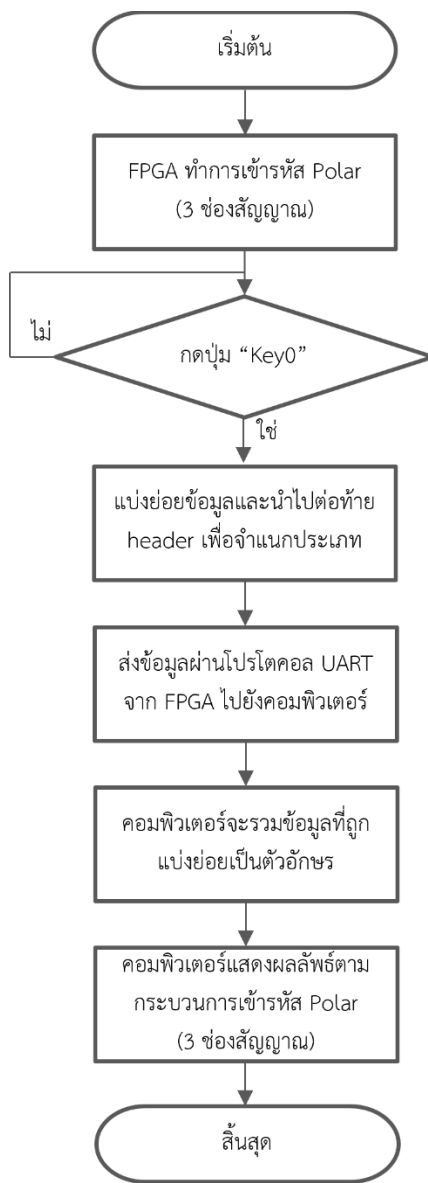 เริ่มต้น
FPGA ทำการเข้ารหัส Polar
(3 ช่องสัญญาณ)
ไม่
กดปุ่ม “Key0”
ใช่
แบ่งย่อยข้อมูลและนำไปต่อท้าย
header เพื่อจำแนกประเภท
ส่งข้อมูลผ่านโปรโตคอล UART
จาก FPGA ไปยังคอมพิวเตอร์
คอมพิวเตอร์จะรวมข้อมูลที่ถูก
แบ่งย่อยเป็นตัวอักษร
คอมพิวเตอร์แสดงผลลัพธ์ตาม
กระบวนการเข้ารหัส Polar
(3 ช่องสัญญาณ)
สิ้นสุด